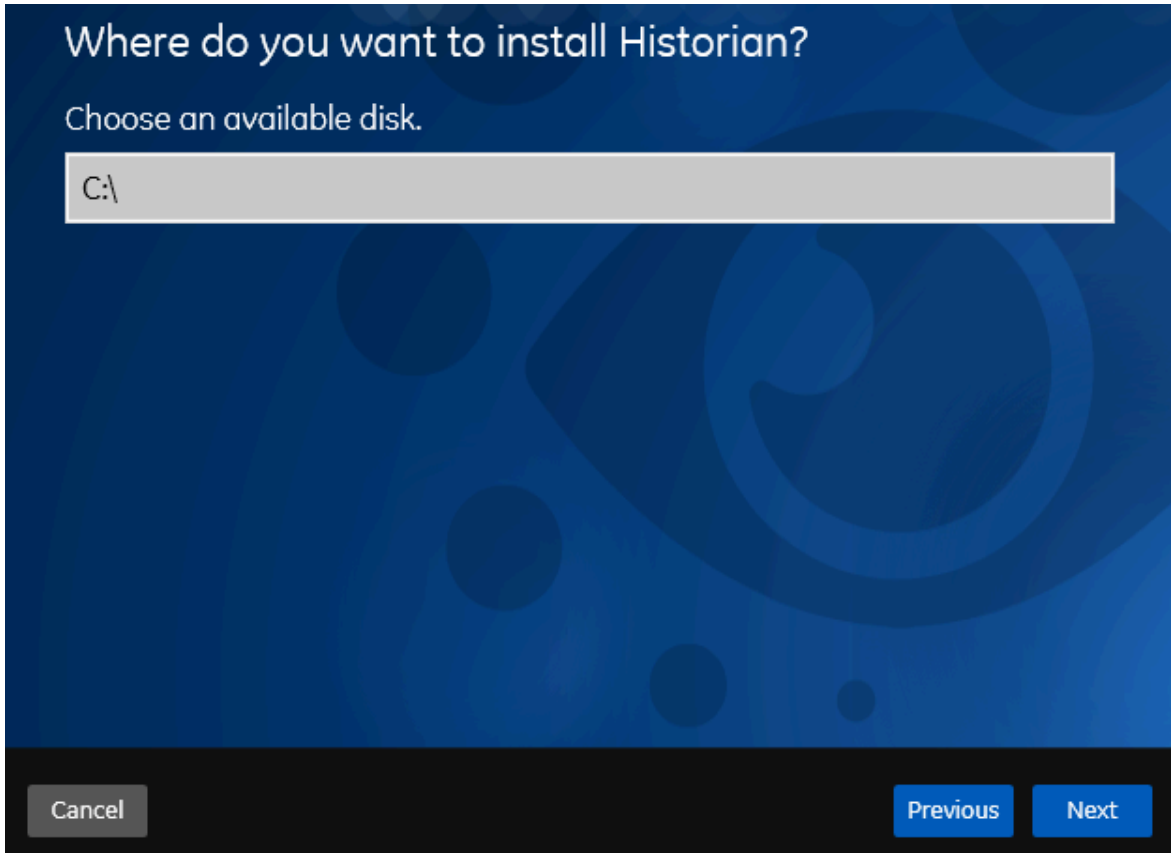 Where do you want to install Historian?
Choose an available disk.
C:\
Cancel
Previous
Next